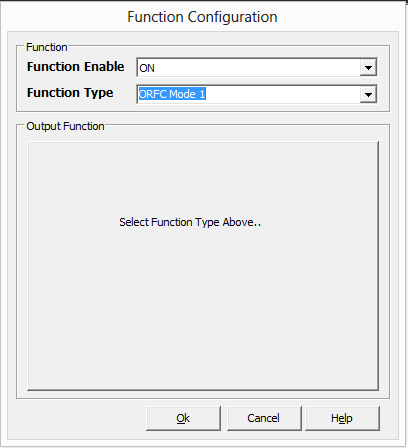 Function Configuration
Function
Function Enable ON
Function Type ORFC Mode 1
Output Function
Select Function Type Above..
Ok Cancel Help